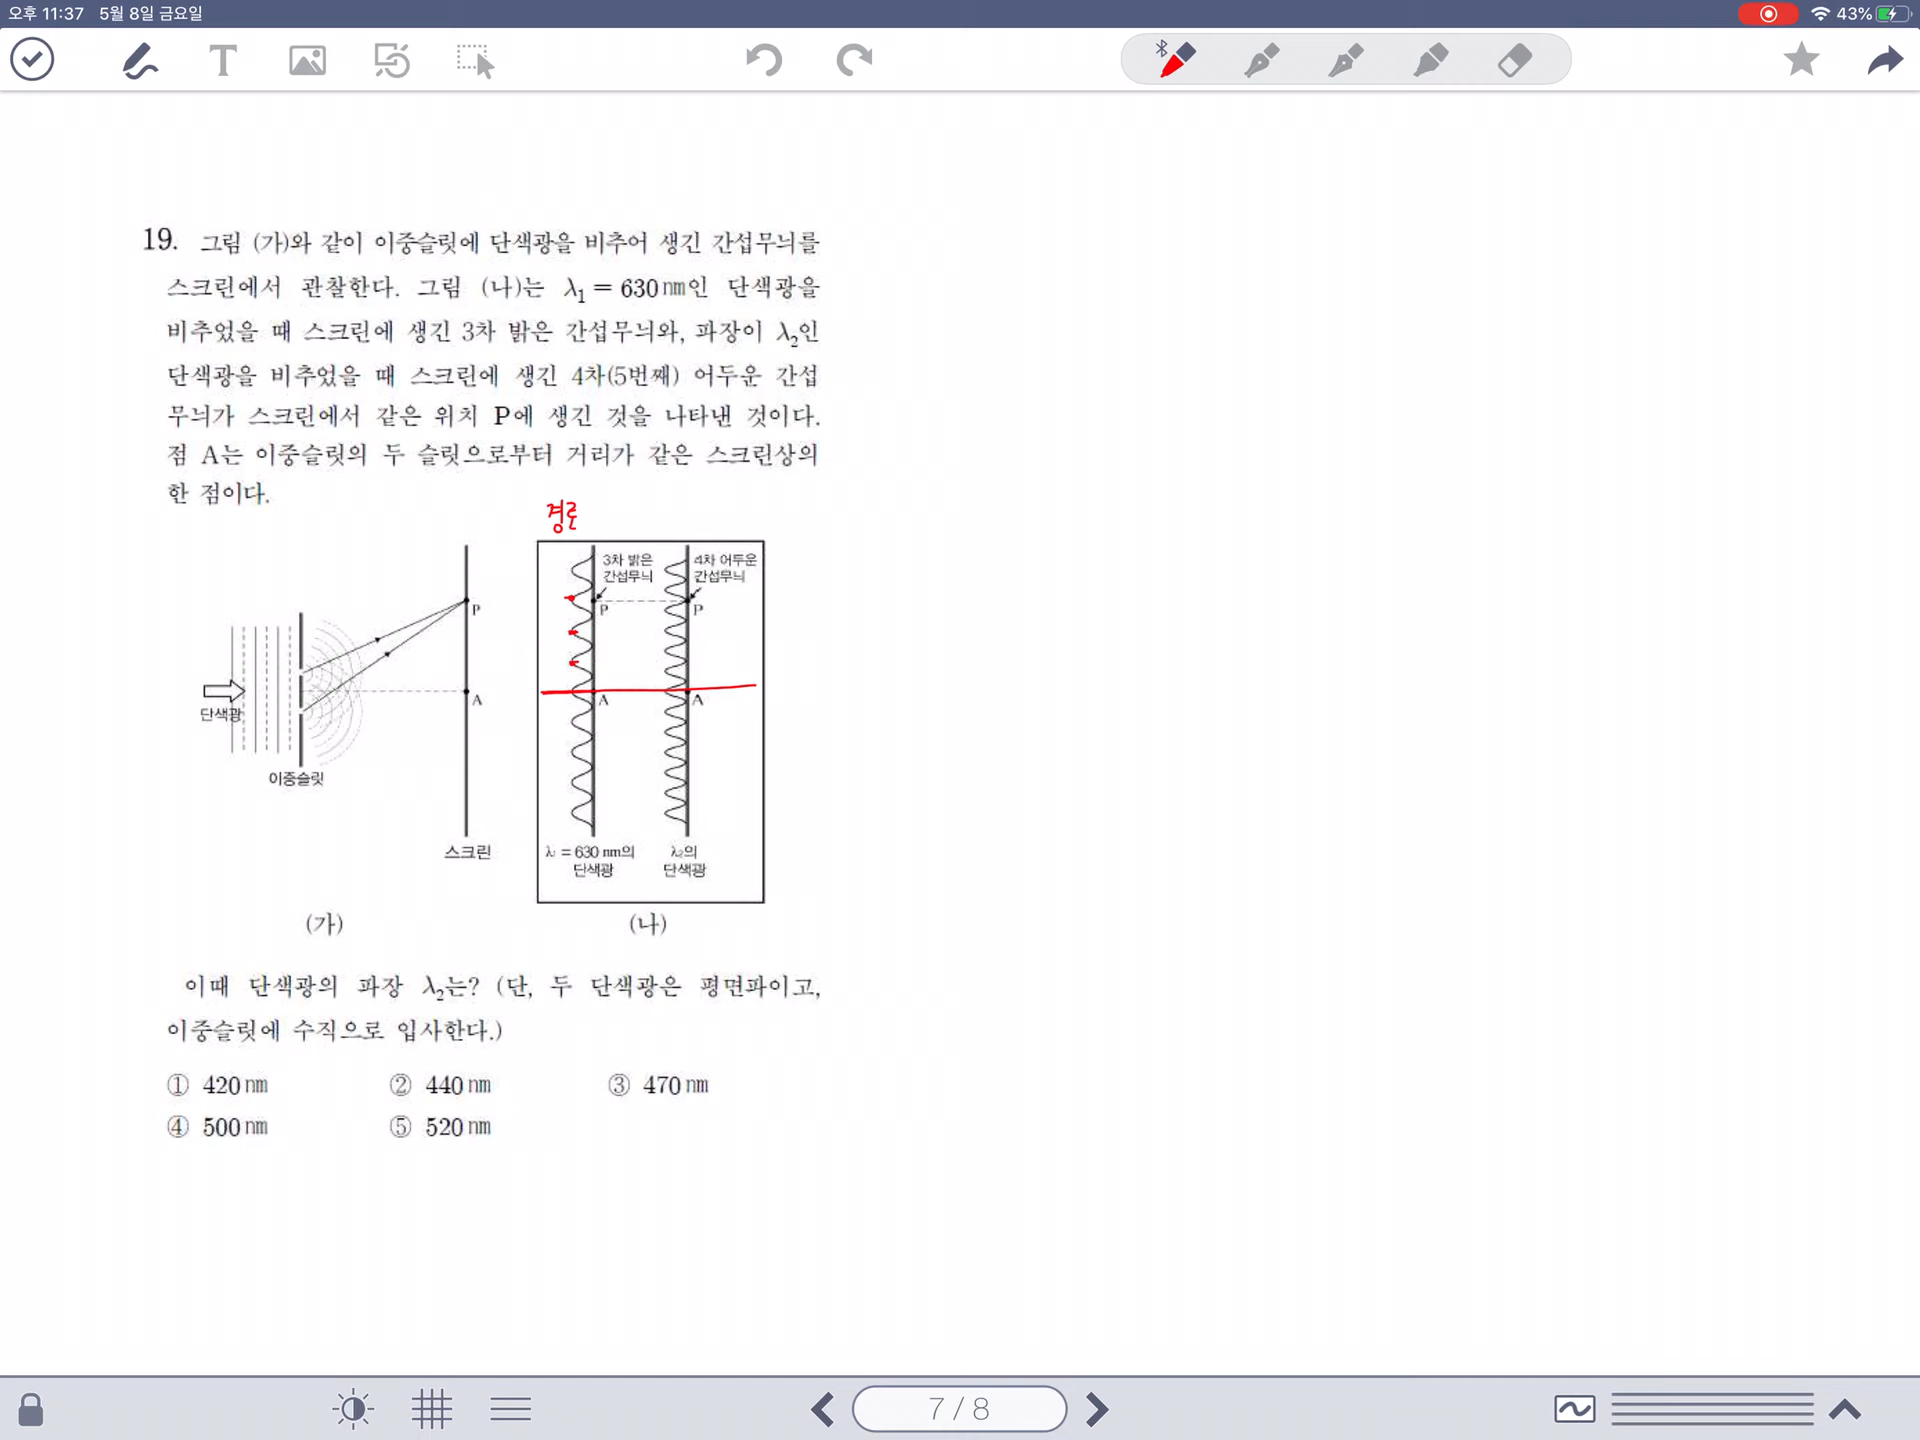 오후 11:37 5월 8일 금요일
43%
19. 그림 (가)와 같이 이중슬릿에 단색광을 비추어 생긴 간섭무늬를
스크린에서 관찰한다. 그림 (나)는 λ₁ = 630 nm인 단색광을
비추었을 때 스크린에 생긴 3차 밝은 간섭무늬와, 파장이 λ₂인
단색광을 비추었을 때 스크린에 생긴 4차(5번째) 어두운 간섭
무늬가 스크린에서 같은 위치 P에 생긴 것을 나타낸 것이다.
점 A는 이중슬릿의 두 슬릿으로부터 거리가 같은 스크린상의
한 점이다.
경로
단색광
이중슬릿
P
A
스크린
(가)
3차 밝은
간섭무늬
4차 어두운
간섭무늬
P
P
A
A
λ₁ = 630 nm의
단색광
λ₂의
단색광
(나)
이때 단색광의 파장 λ₂는? (단, 두 단색광은 평면파이고,
이중슬릿에 수직으로 입사한다.)
① 420 nm ② 440 nm ③ 470 nm
④ 500 nm ⑤ 520 nm
7 / 8